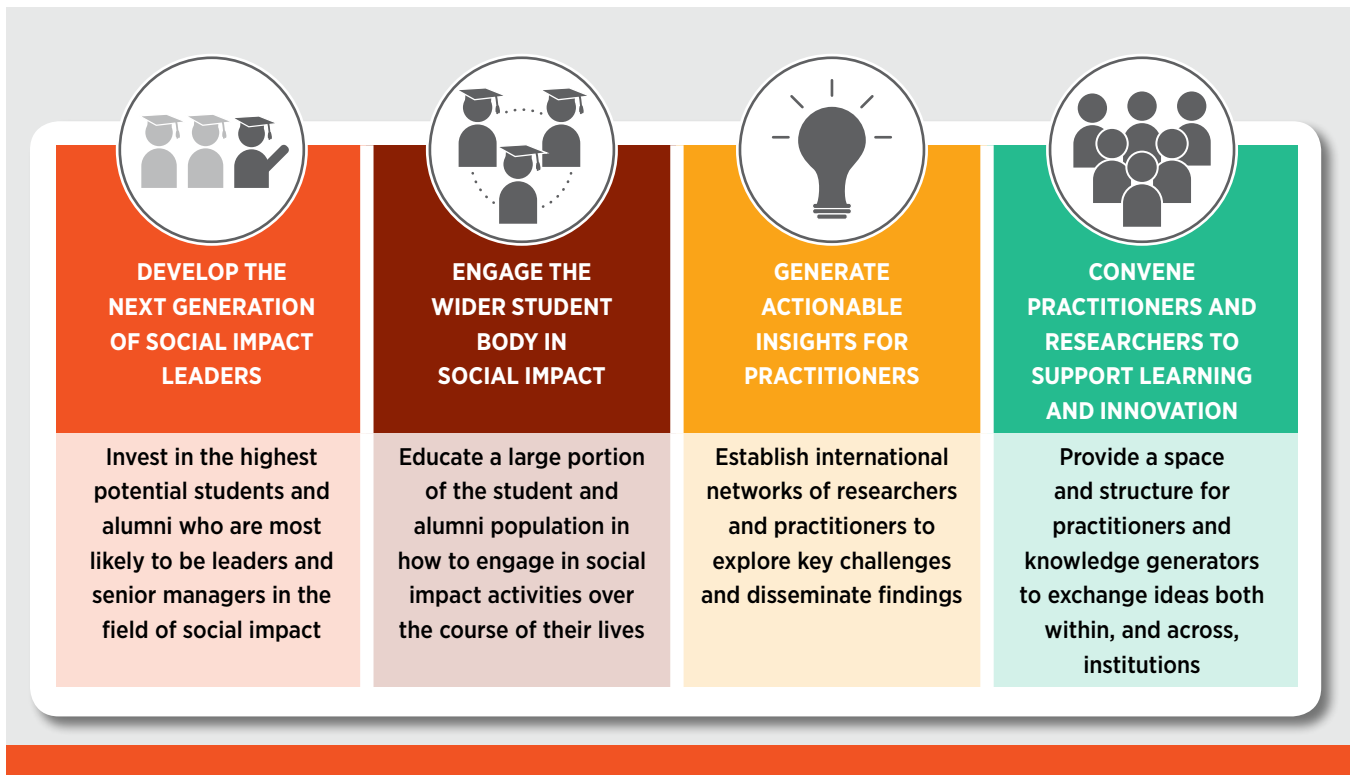 DEVELOP THE
NEXT GENERATION
OF SOCIAL IMPACT
LEADERS
Invest in the highest
potential students and
alumni who are most
likely to be leaders and
senior managers in the
field of social impact
ENGAGE THE
WIDER STUDENT
BODY IN
SOCIAL IMPACT
Educate a large portion
of the student and
alumni population in
how to engage in social
impact activities over
the course of their lives
GENERATE
ACTIONABLE
INSIGHTS FOR
PRACTITIONERS
Establish international
networks of researchers
and practitioners to
explore key challenges
and disseminate findings
CONVENE
PRACTITIONERS AND
RESEARCHERS TO
SUPPORT LEARNING
AND INNOVATION
Provide a space
and structure for
practitioners and
knowledge generators
to exchange ideas both
within, and across,
institutions